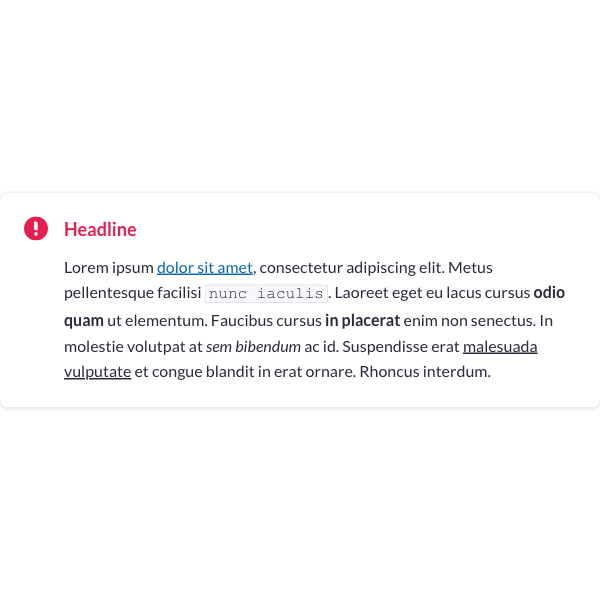 Headline
Lorem ipsum dolor sit amet, consectetur adipiscing elit. Metus
pellentesque facilisi nunc iaculis. Laoreet eget eu lacus cursus odio
quam ut elementum. Faucibus cursus in placerat enim non senectus. In
molestie volutpat at sem bibendum ac id. Suspendisse erat malesuada
vulputate et congue blandit in erat ornare. Rhoncus interdum.